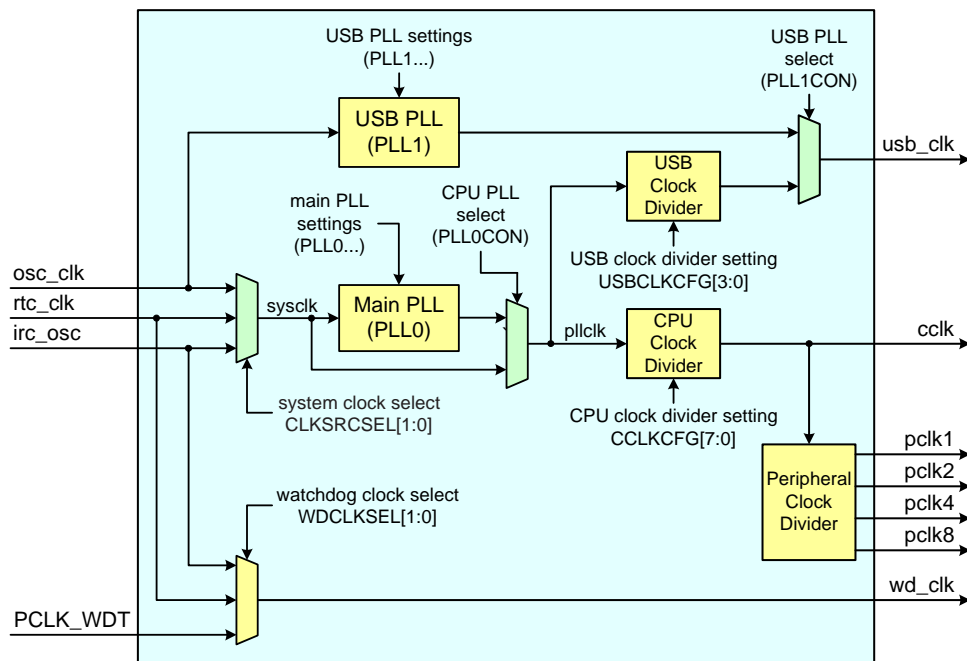 USB PLL settings
(PLL1...)
USB PLL
select
(PLL1CON)
USB PLL
(PLL1)
usb_clk
USB
Clock
Divider
main PLL
settings
(PLL0...)
CPU PLL
select
(PLL0CON)
USB clock divider setting
USBCLKCFG[3:0]
osc_clk
rtc_clk
irc_osc
sysclk
Main PLL
(PLL0)
pllclk
CPU
Clock
Divider
cclk
system clock select
CLKSRCSEL[1:0]
CPU clock divider setting
CCLKCFG[7:0]
Peripheral
Clock
Divider
pclk1
pclk2
pclk4
pclk8
watchdog clock select
WDCLKSEL[1:0]
wd_clk
PCLK_WDT